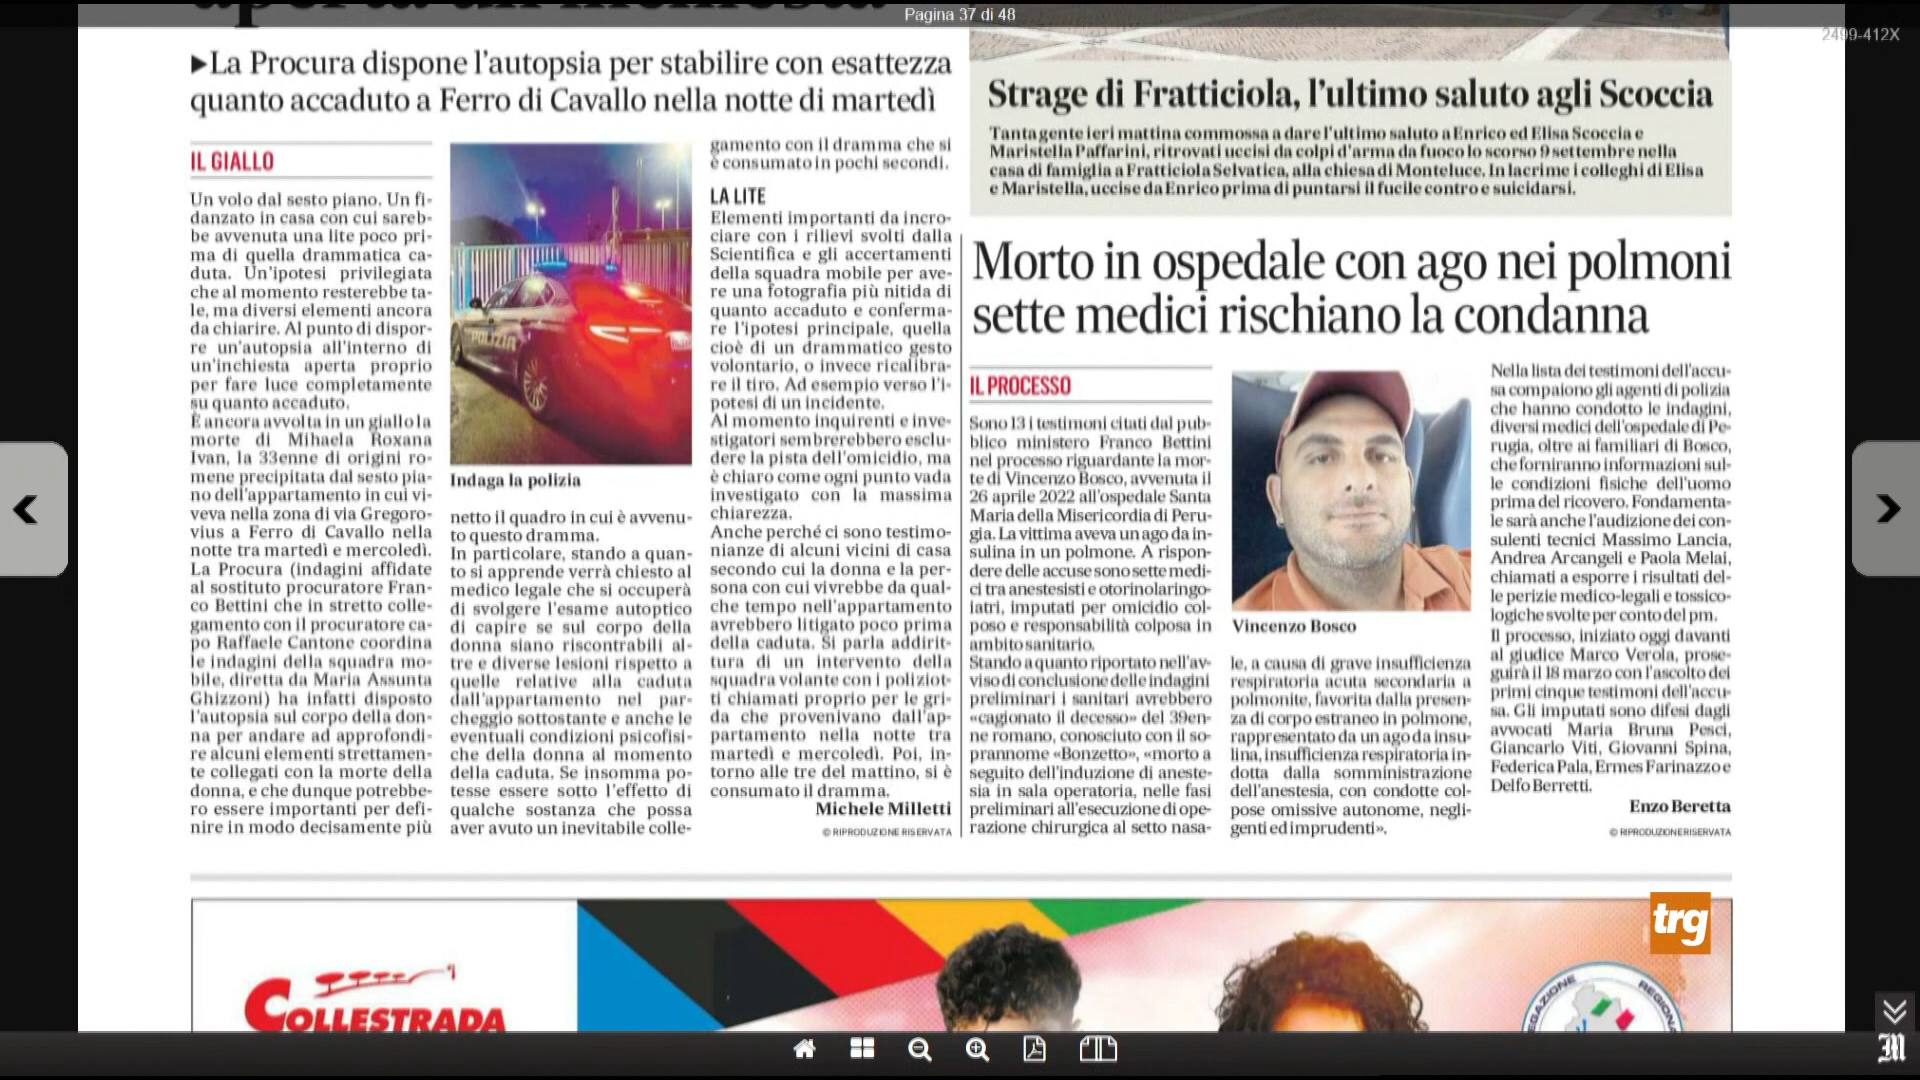 Pagina 37 di 48
2499-412X
▶La Procura dispone l'autopsia per stabilire con esattezza
quanto accaduto a Ferro di Cavallo nella notte di martedì
IL GIALLO
Un volo dal sesto piano. Un fi-
danzato in casa con cui sareb-
be avvenuta una lite poco pri-
ma di quella drammatica ca-
duta. Un'ipotesi privilegiata
che al momento resterebbe ta-
le, ma diversi elementi ancora
da chiarire. Al punto di dispor-
re un'autopsia all'interno di
un'inchiesta aperta proprio
per fare luce completamente
su quanto accaduto.
È ancora avvolta in un giallo la
morte di Mihaela Roxana
Ivan, la 33enne di origini ro-
mene precipitata dal sesto pia-
no dell'appartamento in cui vi-
veva nella zona di via Gregoro-
vius a Ferro di Cavallo nella
notte tra martedì e mercoledì.
La Procura (indagini affidate
al sostituto procuratore Fran-
co Bettini che in stretto colle-
gamento con il procuratore ca-
po Raffaele Cantone coordina
le indagini della squadra mo-
bile, diretta da Maria Assunta
Ghizzoni) ha infatti disposto
l'autopsia sul corpo della don-
na per andare ad approfondi-
re alcuni elementi strettamen-
te collegati con la morte della
donna, e che dunque potrebbe-
ro essere importanti per defi-
nire in modo decisamente più
POLIZIA
Indaga la polizia
netto il quadro in cui è avvenu-
to questo dramma.
In particolare, stando a quan-
to si apprende verrà chiesto al
medico legale che si occuperà
di svolgere l'esame autoptico
di capire se sul corpo della
donna siano riscontrabili al-
tre e diverse lesioni rispetto a
quelle relative alla caduta
dall'appartamento nel par-
cheggio sottostante e anche le
eventuali condizioni psicofisi-
che della donna al momento
della caduta. Se insomma po-
tesse essere sotto l'effetto di
qualche sostanza che possa
aver avuto un inevitabile colle-
gamento con il dramma che si
è consumato in pochi secondi.
LA LITE
Elementi importanti da incro-
ciare con i rilievi svolti dalla
Scientifica e gli accertamenti
della squadra mobile per ave-
re una fotografia più nitida di
quanto accaduto e conferma-
re l'ipotesi principale, quella
cioè di un drammatico gesto
volontario, o invece ricalibra-
re il tiro. Ad esempio verso l'i-
potesi di un incidente.
Al momento inquirenti e inve-
stigatori sembrerebbero esclu-
dere la pista dell'omicidio, ma
è chiaro come ogni punto vada
investigato con la massima
chiarezza.
Anche perché ci sono testimo-
nianze di alcuni vicini di casa
secondo cui la donna e la per-
sona con cui vivrebbe da qual-
che tempo nell'appartamento
avrebbero litigato poco prima
della caduta. Si parla addirit-
tura di un intervento della
squadra volante con i poliziot-
ti chiamati proprio per le gri-
da che provenivano dall'ap-
partamento nella notte tra
martedì e mercoledì. Poi, in-
torno alle tre del mattino, si è
consumato il dramma.
Michele Milletti
© RIPRODUZIONE RISERVATA
Strage di Fratticiola, l'ultimo saluto agli Scoccia
Tanta gente ieri mattina commossa a dare l'ultimo saluto a Enrico ed Elisa Scoccia e
Maristella Paffarini, ritrovati uccisi da colpi d'arma da fuoco lo scorso 9 settembre nella
casa di famiglia a Fratticiola Selvatica, alla chiesa di Monteluce. In lacrime i colleghi di Elisa
e Maristella, uccise da Enrico prima di puntarsi il fucile contro e suicidarsi.
Morto in ospedale con ago nei polmoni
sette medici rischiano la condanna
IL PROCESSO
Sono 13 i testimoni citati dal pub-
blico ministero Franco Bettini
nel processo riguardante la mor-
te di Vincenzo Bosco, avvenuta il
26 aprile 2022 all'ospedale Santa
Maria della Misericordia di Peru-
gia. La vittima aveva un ago da in-
sulina in un polmone. A rispon-
dere delle accuse sono sette medi-
ci tra anestesisti e otorinolaringo-
iatri, imputati per omicidio col-
poso e responsabilità colposa in
ambito sanitario.
Stando a quanto riportato nell'av-
viso di conclusione delle indagini
preliminari i sanitari avrebbero
«cagionato il decesso» del 39en-
ne romano, conosciuto con il so-
prannome «Bonzetto», «morto a
seguito dell'induzione di aneste-
sia in sala operatoria, nelle fasi
preliminari all'esecuzione di ope-
razione chirurgica al setto nasa-
Vincenzo Bosco
le, a causa di grave insufficienza
respiratoria acuta secondaria a
polmonite, favorita dalla presen-
za di corpo estraneo in polmone,
rappresentato da un ago da insu-
lina, insufficienza respiratoria in-
dotta dalla somministrazione
dell'anestesia, con condotte col-
pose omissive autonome, negli-
genti ed imprudenti».
Nella lista dei testimoni dell'accu-
sa compaiono gli agenti di polizia
che hanno condotto le indagini,
diversi medici dell'ospedale di Pe-
rugia, oltre ai familiari di Bosco,
che forniranno informazioni sul-
le condizioni fisiche dell'uomo
prima del ricovero. Fondamenta-
le sarà anche l'audizione dei con-
sulenti tecnici Massimo Lancia,
Andrea Arcangeli e Paola Melai,
chiamati a esporre i risultati del-
le perizie medico-legali e tossico-
logiche svolte per conto del pm.
Il processo, iniziato oggi davanti
al giudice Marco Verola, prose-
guirà il 18 marzo con l'ascolto dei
primi cinque testimoni dell'accu-
sa. Gli imputati sono difesi dagli
avvocati Maria Bruna Pesci,
Giancarlo Viti, Giovanni Spina,
Federica Pala, Ermes Farinazzo e
Delfo Berretti.
Enzo Beretta
© RIPRODUZIONE RISERVATA
trg
COLLESTRADA
M